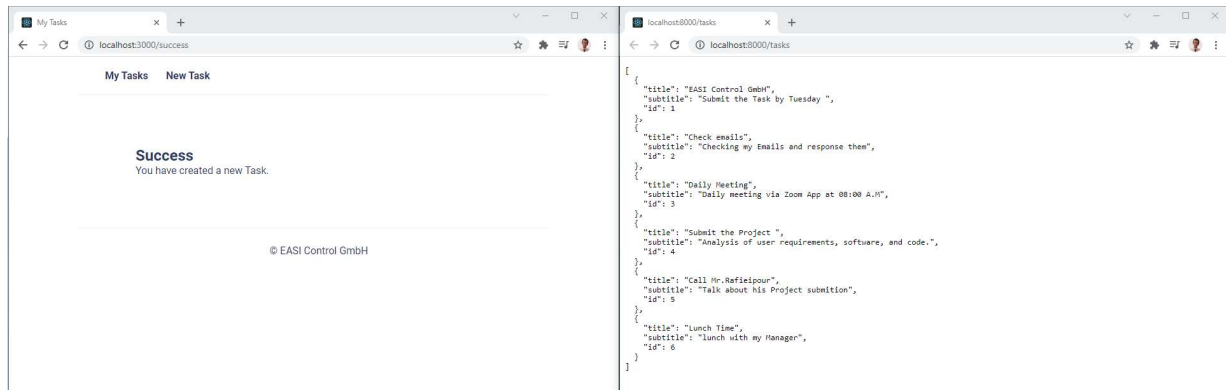 My Tasks
localhost:3000/success
My Tasks New Task
Success
You have created a new Task.
© EASI Control GmbH
localhost:8000/tasks
localhost:8000/tasks
[
{
"title": "EASI Control GmbH",
"subtitle": "Submit the Task by Tuesday ",
"id": 1
},
{
"title": "Check emails",
"subtitle": "Checking my Emails and response them",
"id": 2
},
{
"title": "Daily Meeting",
"subtitle": "Daily meeting via Zoom App at 08:00 A.M",
"id": 3
},
{
"title": "Submit the Project ",
"subtitle": "Analysis of user requirements, software, and code.",
"id": 4
},
{
"title": "Call Mr.Rafieipour",
"subtitle": "Talk about his Project submition",
"id": 5
},
{
"title": "Lunch Time",
"subtitle": "lunch with my Manager",
"id": 6
}
]